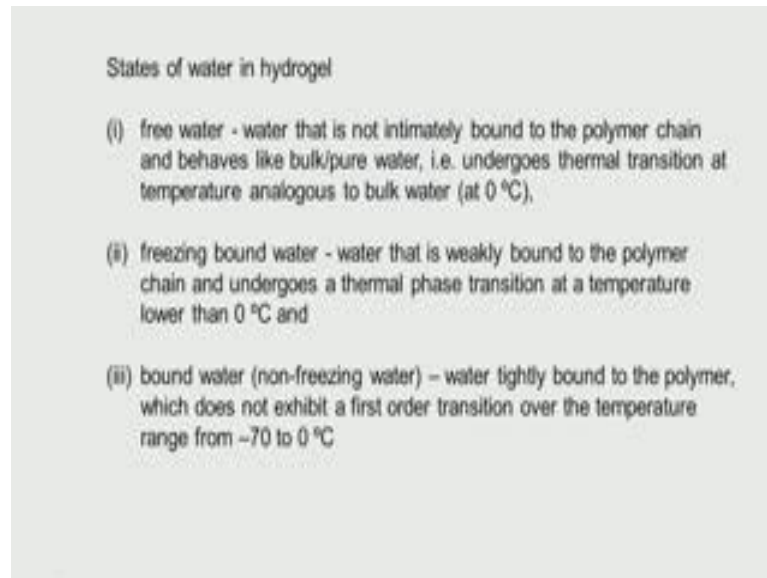 States of water in hydrogel
(i) free water - water that is not intimately bound to the polymer chain
and behaves like bulk/pure water, i.e. undergoes thermal transition at
temperature analogous to bulk water (at 0 ºC),
(ii) freezing bound water - water that is weakly bound to the polymer
chain and undergoes a thermal phase transition at a temperature
lower than 0 ºC and
(iii) bound water (non-freezing water) – water tightly bound to the polymer,
which does not exhibit a first order transition over the temperature
range from –70 to 0 ºC